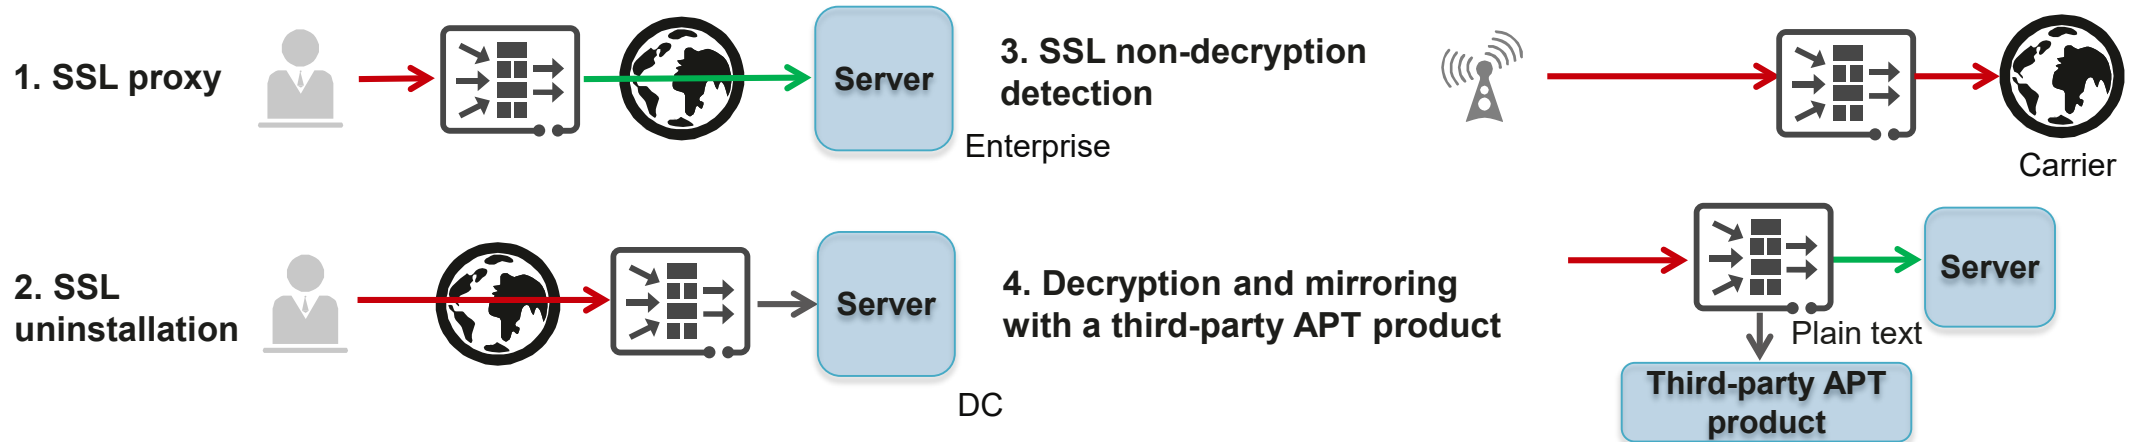 1. SSL proxy
Server
Enterprise
3. SSL non-decryption
detection
Carrier
2. SSL
uninstallation
Server
DC
4. Decryption and mirroring
with a third-party APT product
Server
Plain text
Third-party APT
product